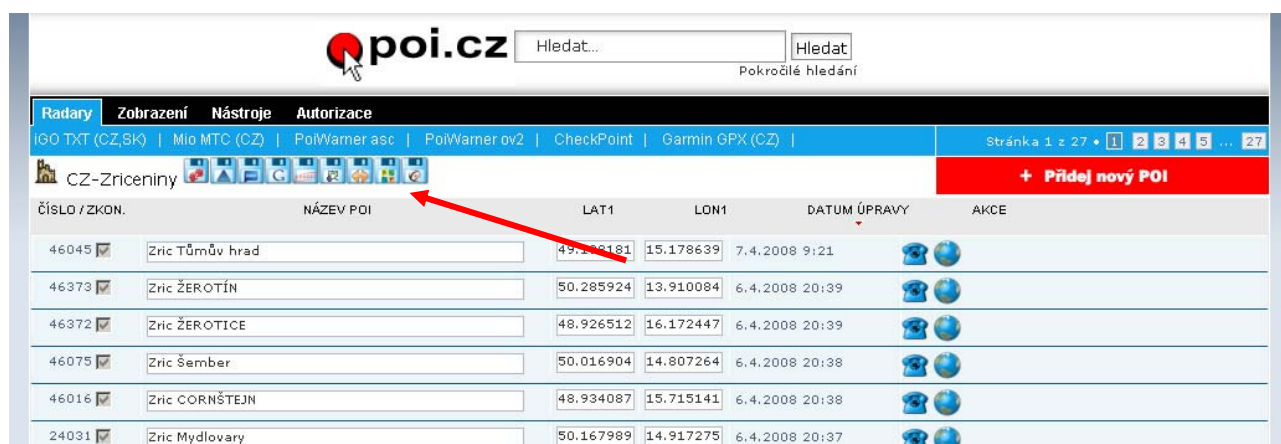 poi.cz Hledat... Hledat
Pokročilé hledání
Radary Zobrazení Nástroje Autorizace
iGO TXT (CZ,SK) | Mio MTC (CZ) | PoiWarner asc | PoiWarner ov2 | CheckPoint | Garmin GPX (CZ) | Stránka 1 z 27 • 1 2 3 4 5 ... 27
CZ-Zriceniny + Přidej nový POI
ČÍSLO / ZKON. NÁZEV POI LAT1 LON1 DATUM ÚPRAVY AKCE
46045 Zric Tůmův hrad 15.178639 7.4.2008 9:21
46373 Zric ŽEROTÍN 50.285924 13.910084 6.4.2008 20:39
46372 Zric ŽEROTICE 48.926512 16.172447 6.4.2008 20:39
46075 Zric Šember 50.016904 14.807264 6.4.2008 20:38
46016 Zric CORNŠTEJN 48.934087 15.715141 6.4.2008 20:38
24031 Zric Mydlovary 50.167989 14.917275 6.4.2008 20:37